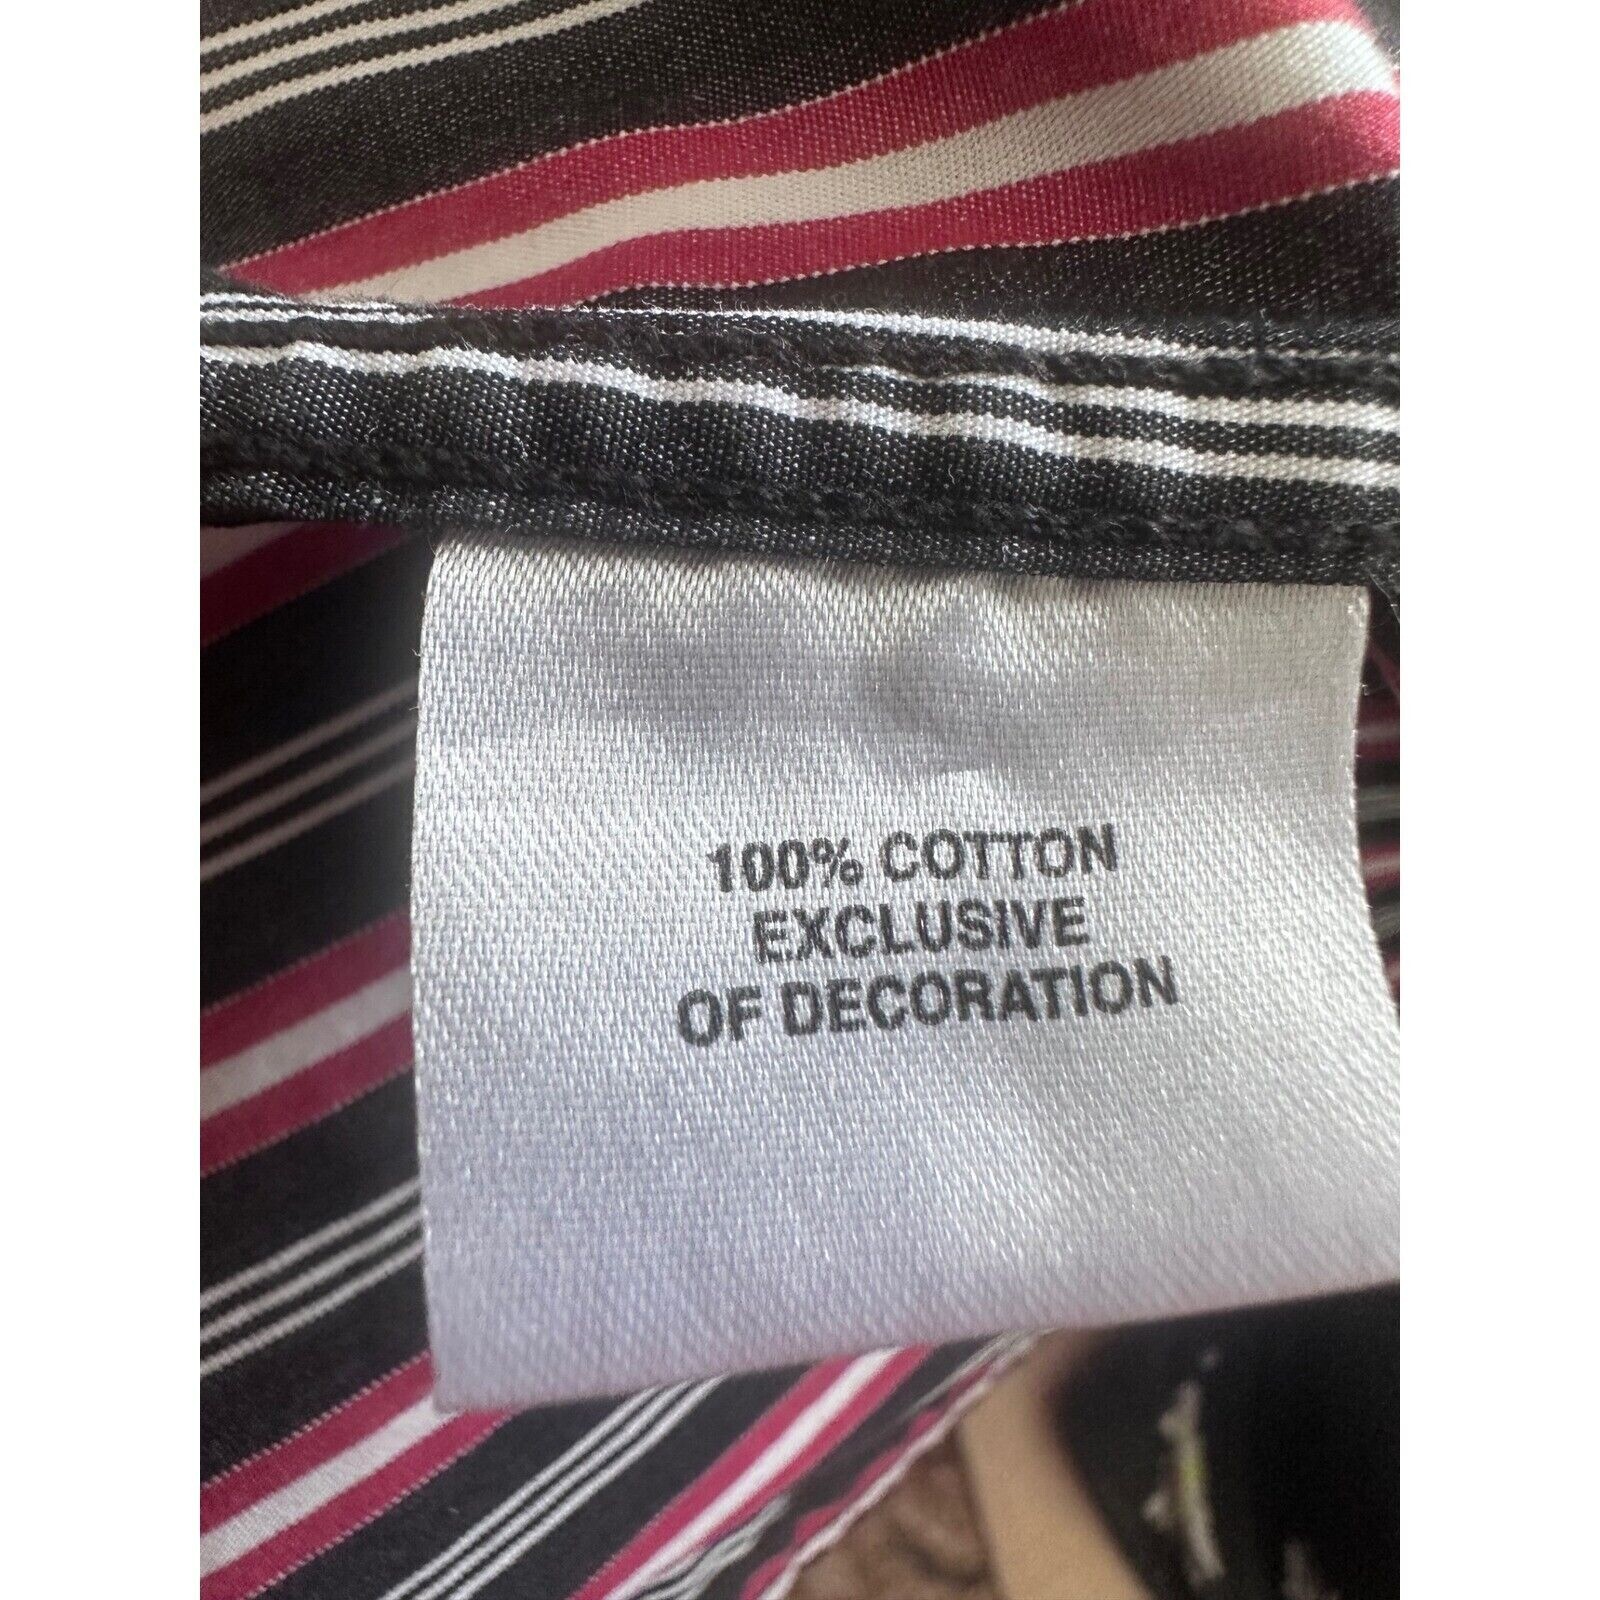 100% COTTON
EXCLUSIVE
OF DECORATION